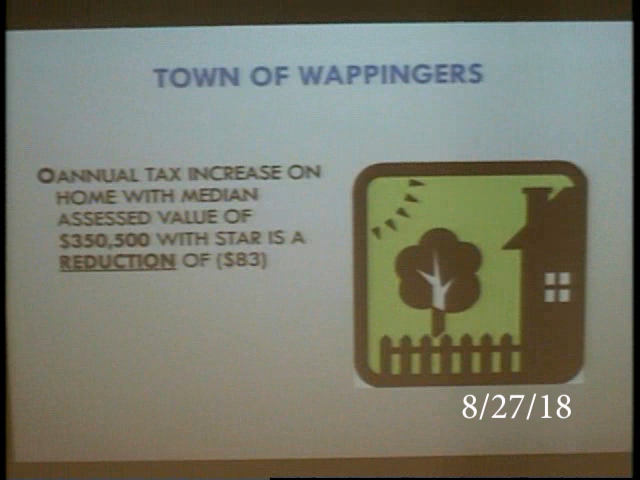 TOWN OF WAPPINGERS
OANNUAL TAX INCREASE ON
HOME WITH MEDIAN
ASSESSED VALUE OF
$350,500 WITH STAR IS A
REDUCTION OF ($83)
8/27/18